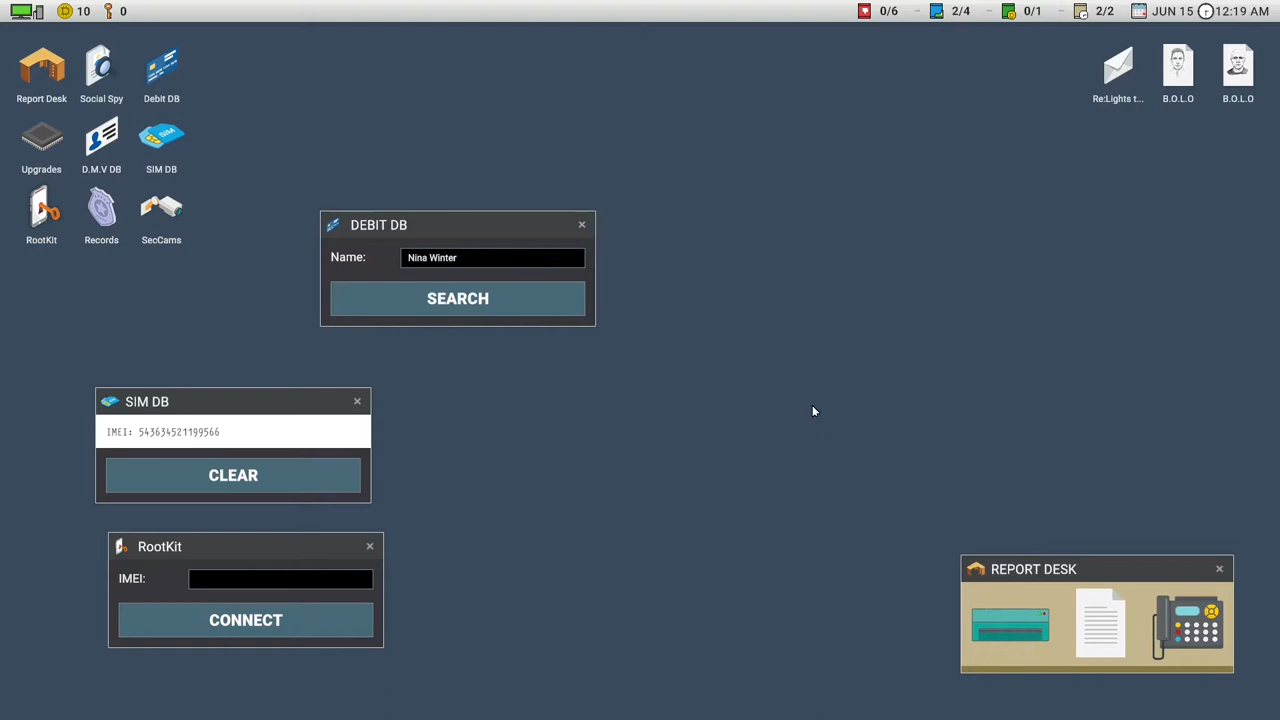 10 0 0/6 2/4 0/1 2/2 JUN 15 12:19 AM
Report Desk Social Spy Debit DB
Upgrades D.M.V DB SIM DB
RootKit Records SecCams
Re:Lights t... B.O.L.O B.O.L.O
DEBIT DB
Name: Nina Winter
SEARCH
SIM DB
IMEI: 543634521199566
CLEAR
RootKit
IMEI:
CONNECT
REPORT DESK